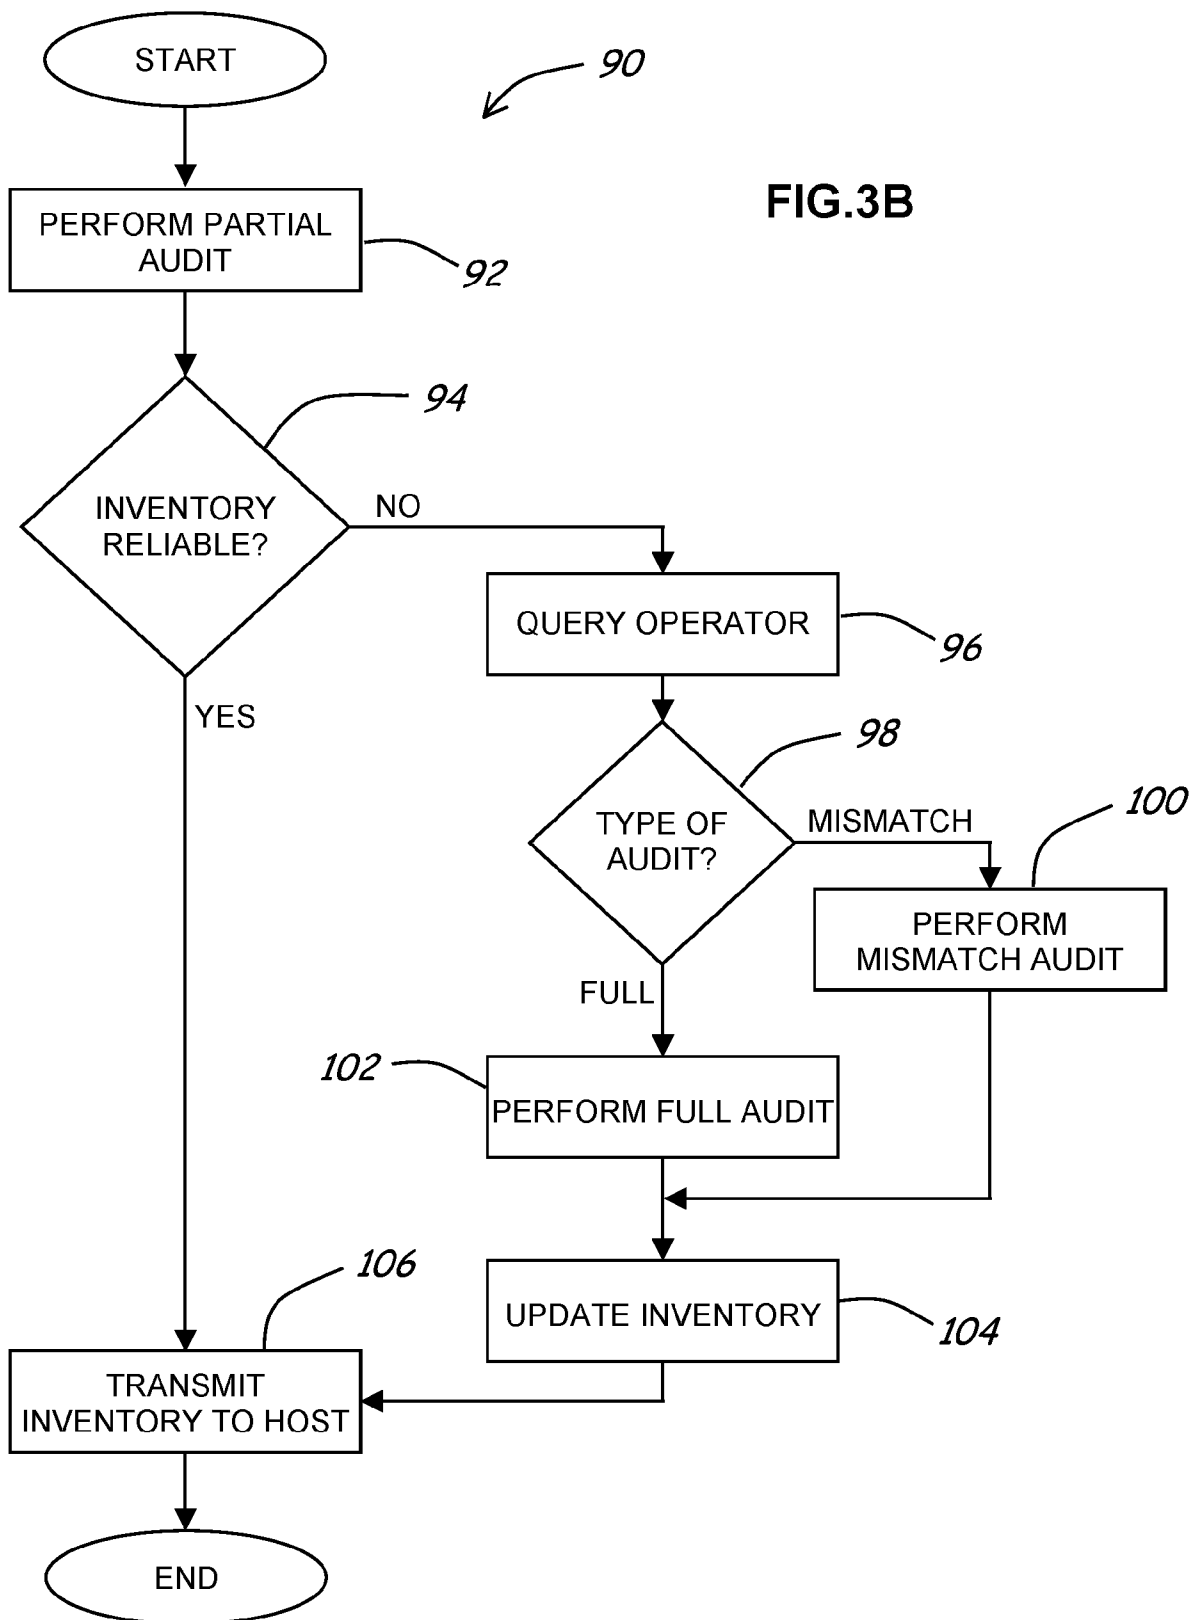 START
90
FIG.3B
PERFORM PARTIAL
AUDIT
92
94
INVENTORY
RELIABLE?
NO
YES
QUERY OPERATOR
96
98
TYPE OF
AUDIT?
MISMATCH
100
PERFORM
MISMATCH AUDIT
FULL
102
PERFORM FULL AUDIT
UPDATE INVENTORY
104
106
TRANSMIT
INVENTORY TO HOST
END